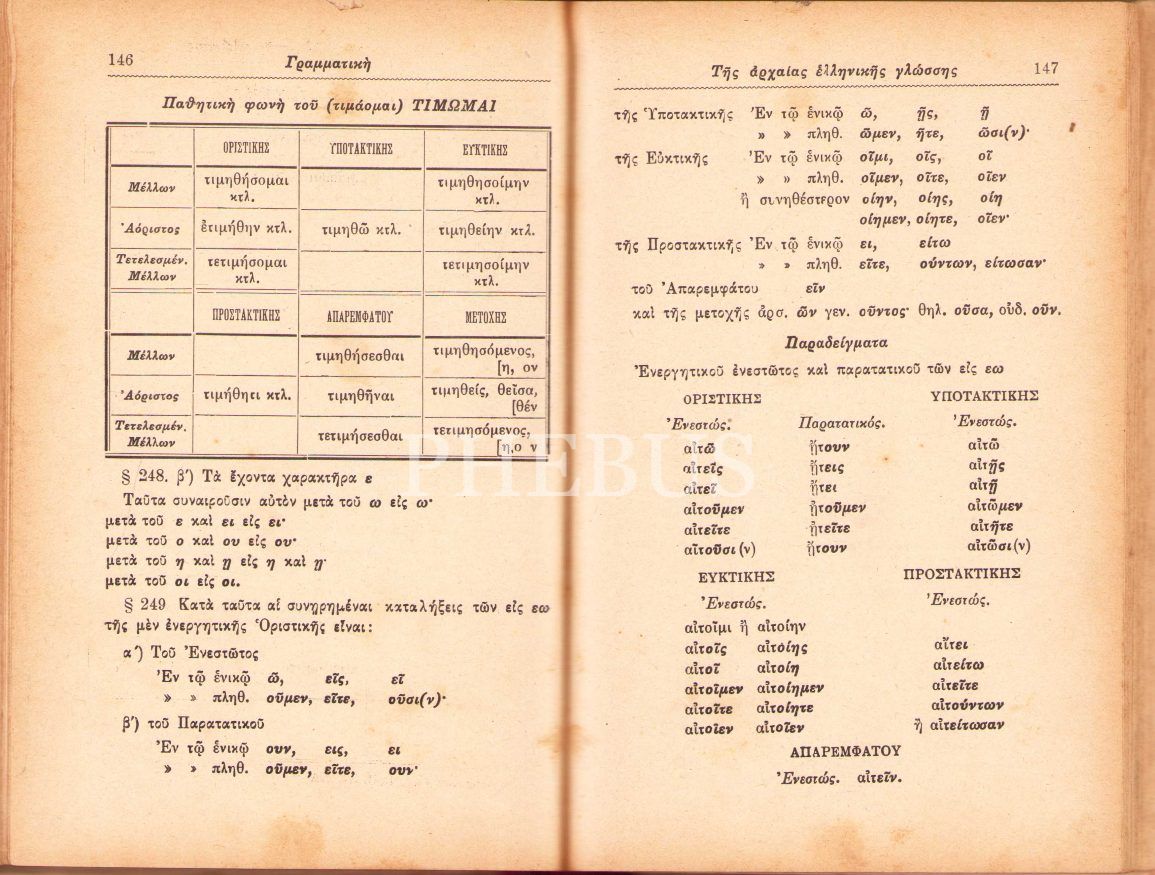 146 Γραμματικὴ
Παθητικὴ φωνὴ τοῦ (τιμάομαι) ΤΙΜΩΜΑΙ
ΟΡΙΣΤΙΚΗΣ ΥΠΟΤΑΚΤΙΚΗΣ ΕΥΚΤΙΚΗΣ
Μέλλων τιμηθήσομαι κτλ. τιμηθησοίμην κτλ.
Ἀόριστος ἐτιμήθην κτλ. τιμηθῶ κτλ. τιμηθείην κτλ.
Τετελεσμέν. Μέλλων τετιμήσομαι κτλ. τετιμησοίμην κτλ.
ΠΡΟΣΤΑΚΤΙΚΗΣ ΑΠΑΡΕΜΦΑΤΟΥ ΜΕΤΟΧΗΣ
Μέλλων τιμηθήσεσθαι τιμηθησόμενος, [η, ον
Ἀόριστος τιμήθητι κτλ. τιμηθῆναι τιμηθείς, θεῖσα, [θέν
Τετελεσμέν. Μέλλων τετιμήσεσθαι τετιμησόμενος, [η,ο ν
§ 248. β′) Τὰ ἔχοντα χαρακτῆρα ε
Ταῦτα συναιροῦσιν αὐτὸν μετὰ τοῦ ω εἰς ω·
μετὰ τοῦ ε καὶ ει εἰς ει·
μετὰ τοῦ ο καὶ ου εἰς ου·
μετὰ τοῦ η καὶ ῃ εἰς η καὶ ῃ·
μετὰ τοῦ οι εἰς οι.
§ 249 Κατὰ ταῦτα αἱ συνῃρημέναι καταλήξεις τῶν εἰς εω
τῆς μὲν ἐνεργητικῆς Ὁριστικῆς εἶναι:
α′) Τοῦ Ἐνεστῶτος
Ἐν τῷ ἑνικῷ ῶ, εῖς, εῖ
» » πληθ. οῦμεν, εῖτε, οῦσι(ν)·
β′) τοῦ Παρατατικοῦ
Ἐν τῷ ἑνικῷ ουν, εις, ει
» » πληθ. οῦμεν, εῖτε, ουν·
Τῆς ἀρχαίας ἑλληνικῆς γλώσσης 147
τῆς Ὑποτακτικῆς Ἐν τῷ ἑνικῷ ῶ, ῇς, ῇ
» » πληθ. ῶμεν, ῆτε, ῶσι(ν)·
τῆς Εὐκτικῆς Ἐν τῷ ἑνικῷ οῖμι, οῖς, οῖ
» » πληθ. οῖμεν, οῖτε, οῖεν
ἢ συνηθέστερον οίην, οίης, οίη
οίημεν, οίητε, οῖεν·
τῆς Προστακτικῆς Ἐν τῷ ἑνικῷ ει, είτω
» » πληθ. εῖτε, ούντων, είτωσαν·
τοῦ Ἀπαρεμφάτου εῖν
καὶ τῆς μετοχῆς ἀρσ. ῶν γεν. οῦντος· θηλ. οῦσα, οὐδ. οῦν.
Παραδείγματα
Ἐνεργητικοῦ ἐνεστῶτος καὶ παρατατικοῦ τῶν εἰς εω
ΟΡΙΣΤΙΚΗΣ ΥΠΟΤΑΚΤΙΚΗΣ
Ἐνεστώς. Παρατατικός. Ἐνεστώς.
αἰτῶ ᾔτουν αἰτῶ
αἰτεῖς ᾔτεις αἰτῇς
αἰτεῖ ᾔτει αἰτῇ
αἰτοῦμεν ᾐτοῦμεν αἰτῶμεν
αἰτεῖτε ᾐτεῖτε αἰτῆτε
αἰτοῦσι(ν) ᾔτουν αἰτῶσι(ν)
ΕΥΚΤΙΚΗΣ ΠΡΟΣΤΑΚΤΙΚΗΣ
Ἐνεστώς. Ἐνεστώς.
αἰτοῖμι ἢ αἰτοίην
αἰτοῖς αἰτοίης αἴτει
αἰτοῖ αἰτοίη αἰτείτω
αἰτοῖμεν αἰτοίημεν αἰτεῖτε
αἰτοῖτε αἰτοίητε αἰτούντων
αἰτοῖεν αἰτοῖεν ἢ αἰτείτωσαν
ΑΠΑΡΕΜΦΑΤΟΥ
Ἐνεστώς. αἰτεῖν.
PHEBUS